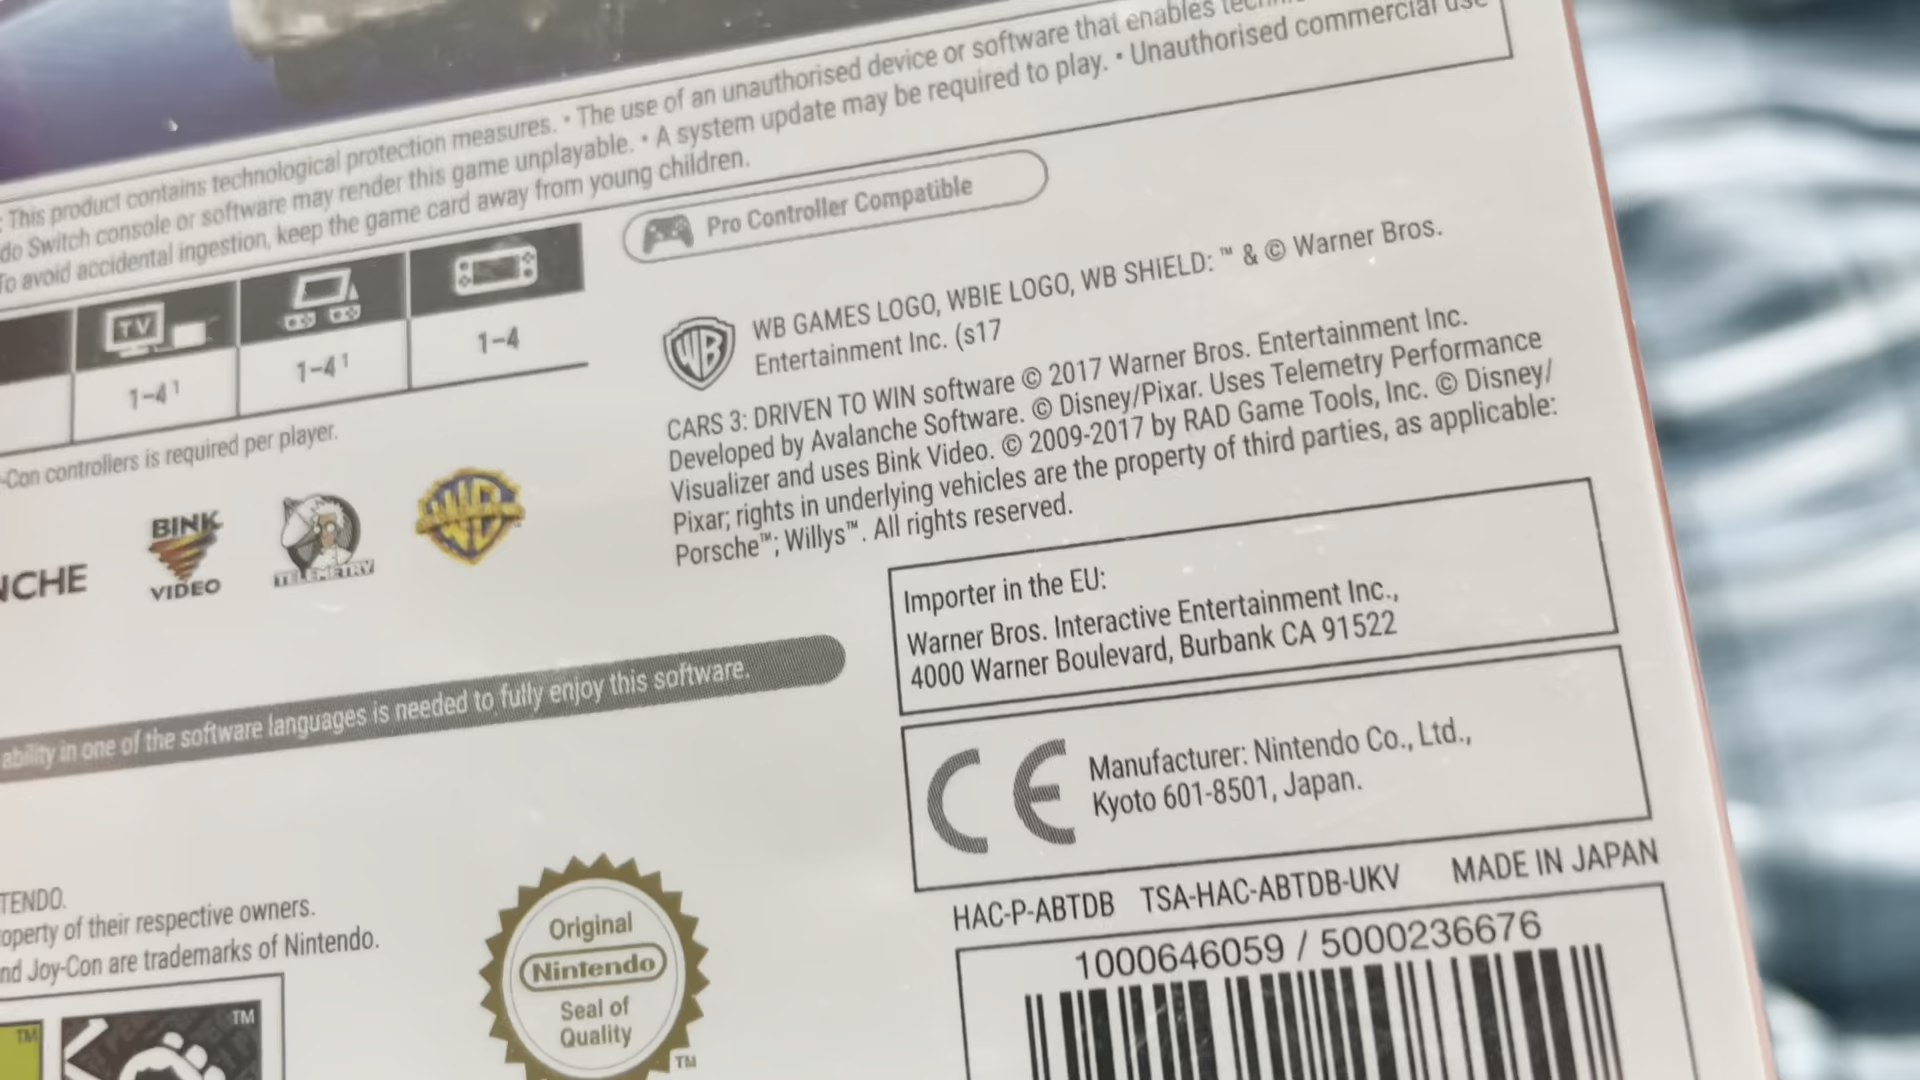 The use of an unauthorised device or software that enables
: This product contains technological protection measures. •
do Switch console or software may render this game unplayable. • A system update may be required to play. • Unauthorised commercial use
To avoid accidental ingestion, keep the game card away from young children.
Pro Controller Compatible
TV
1-4¹
1-4¹
1-4
-Con controllers is required per player.
WB GAMES LOGO, WBIE LOGO, WB SHIELD: ™ & © Warner Bros.
Entertainment Inc. (s17
CARS 3: DRIVEN TO WIN software © 2017 Warner Bros. Entertainment Inc.
Developed by Avalanche Software. © Disney/Pixar. Uses Telemetry Performance
Visualizer and uses Bink Video. © 2009-2017 by RAD Game Tools, Inc. © Disney/
Pixar; rights in underlying vehicles are the property of third parties, as applicable:
Porsche™; Willys™. All rights reserved.
NCHE
BINK
VIDEO
TELEMETRY
WB
WB
Importer in the EU:
Warner Bros. Interactive Entertainment Inc.,
4000 Warner Boulevard, Burbank CA 91522
ability in one of the software languages is needed to fully enjoy this software.
CE
Manufacturer: Nintendo Co., Ltd.,
Kyoto 601-8501, Japan.
HAC-P-ABTDB TSA-HAC-ABTDB-UKV MADE IN JAPAN
1000646059 / 5000236676
TENDO.
operty of their respective owners.
nd Joy-Con are trademarks of Nintendo.
Original
Nintendo
Seal of
Quality
TM
TM
TM